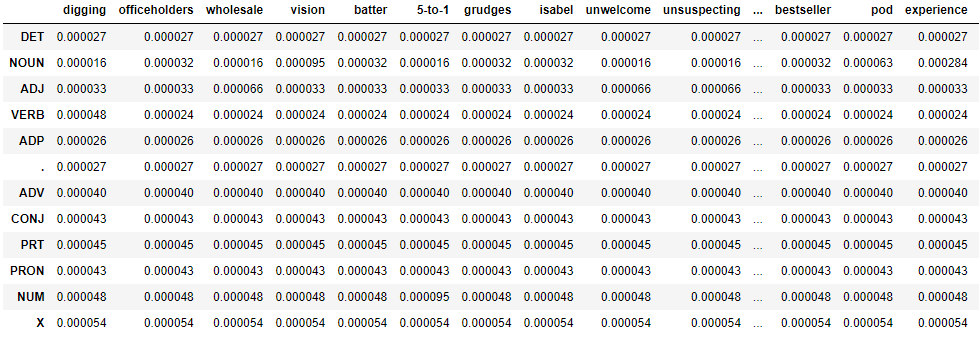 digging officeholders wholesale vision batter 5-to-1 grudges isabel unwelcome unsuspecting ... bestseller pod experience
DET 0.000027 0.000027 0.000027 0.000027 0.000027 0.000027 0.000027 0.000027 0.000027 0.000027 ... 0.000027 0.000027 0.000027
NOUN 0.000016 0.000032 0.000016 0.000095 0.000032 0.000016 0.000032 0.000032 0.000016 0.000016 ... 0.000032 0.000063 0.000284
ADJ 0.000033 0.000033 0.000066 0.000033 0.000033 0.000033 0.000033 0.000033 0.000066 0.000066 ... 0.000033 0.000033 0.000033
VERB 0.000048 0.000024 0.000024 0.000024 0.000024 0.000024 0.000024 0.000024 0.000024 0.000024 ... 0.000024 0.000024 0.000024
ADP 0.000026 0.000026 0.000026 0.000026 0.000026 0.000026 0.000026 0.000026 0.000026 0.000026 ... 0.000026 0.000026 0.000026
. 0.000027 0.000027 0.000027 0.000027 0.000027 0.000027 0.000027 0.000027 0.000027 0.000027 ... 0.000027 0.000027 0.000027
ADV 0.000040 0.000040 0.000040 0.000040 0.000040 0.000040 0.000040 0.000040 0.000040 0.000040 ... 0.000040 0.000040 0.000040
CONJ 0.000043 0.000043 0.000043 0.000043 0.000043 0.000043 0.000043 0.000043 0.000043 0.000043 ... 0.000043 0.000043 0.000043
PRT 0.000045 0.000045 0.000045 0.000045 0.000045 0.000045 0.000045 0.000045 0.000045 0.000045 ... 0.000045 0.000045 0.000045
PRON 0.000043 0.000043 0.000043 0.000043 0.000043 0.000043 0.000043 0.000043 0.000043 0.000043 ... 0.000043 0.000043 0.000043
NUM 0.000048 0.000048 0.000048 0.000048 0.000048 0.000095 0.000048 0.000048 0.000048 0.000048 ... 0.000048 0.000048 0.000048
X 0.000054 0.000054 0.000054 0.000054 0.000054 0.000054 0.000054 0.000054 0.000054 0.000054 ... 0.000054 0.000054 0.000054